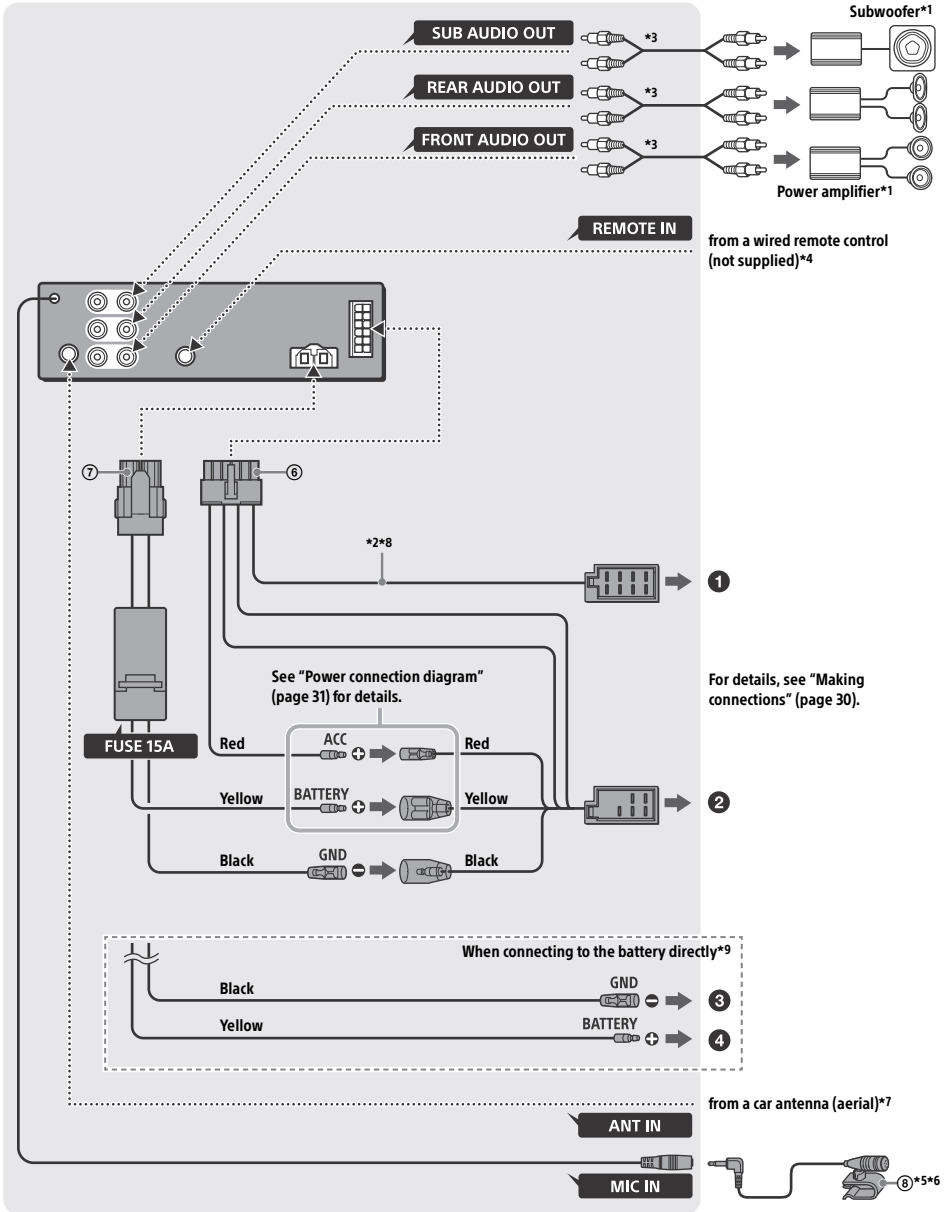 Subwoofer*1
SUB AUDIO OUT
*3
REAR AUDIO OUT
*3
FRONT AUDIO OUT
*3
Power amplifier*1
REMOTE IN
from a wired remote control
(not supplied)*4
⑦
⑥
*2*8
❶
See “Power connection diagram”
(page 31) for details.
For details, see “Making
connections” (page 30).
FUSE 15A
Red
ACC
Red
Yellow
BATTERY
Yellow
❷
Black
GND
Black
When connecting to the battery directly*9
Black
GND
❸
Yellow
BATTERY
❹
from a car antenna (aerial)*7
ANT IN
MIC IN
⑧*5*6